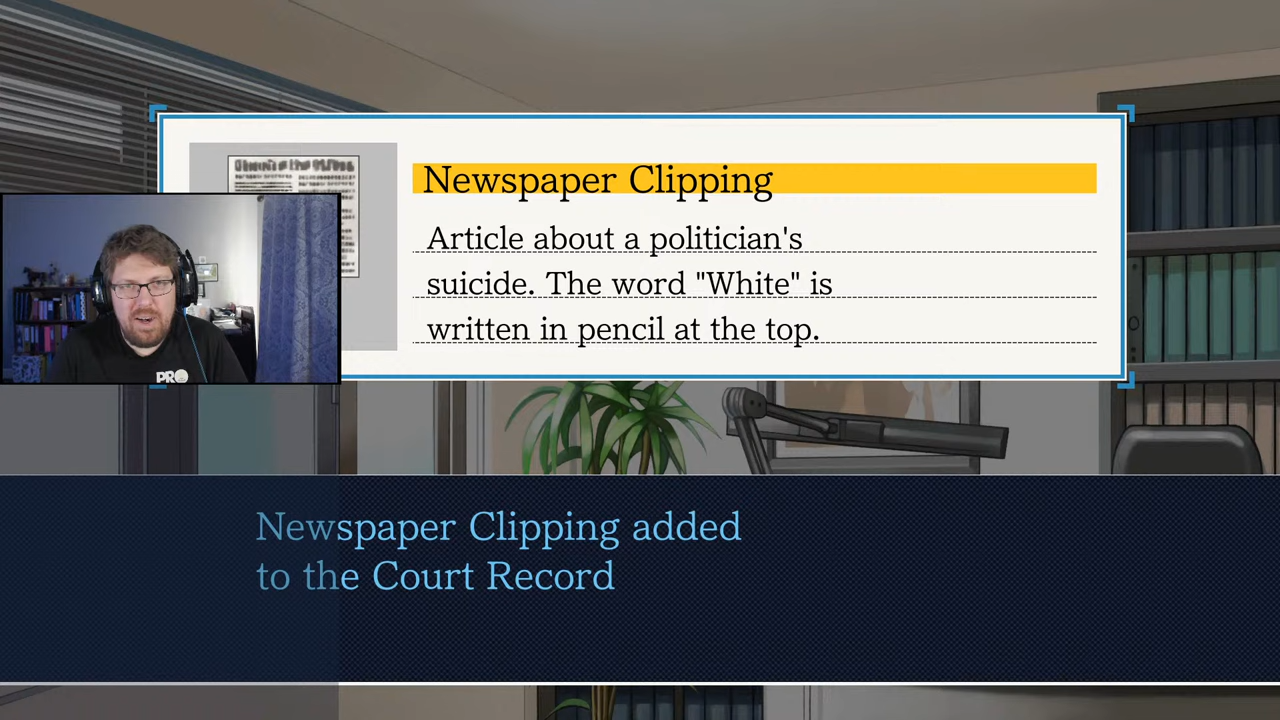 Newspaper Clipping
Article about a politician's
suicide. The word "White" is
written in pencil at the top.
PRO
Newspaper Clipping added
to the Court Record